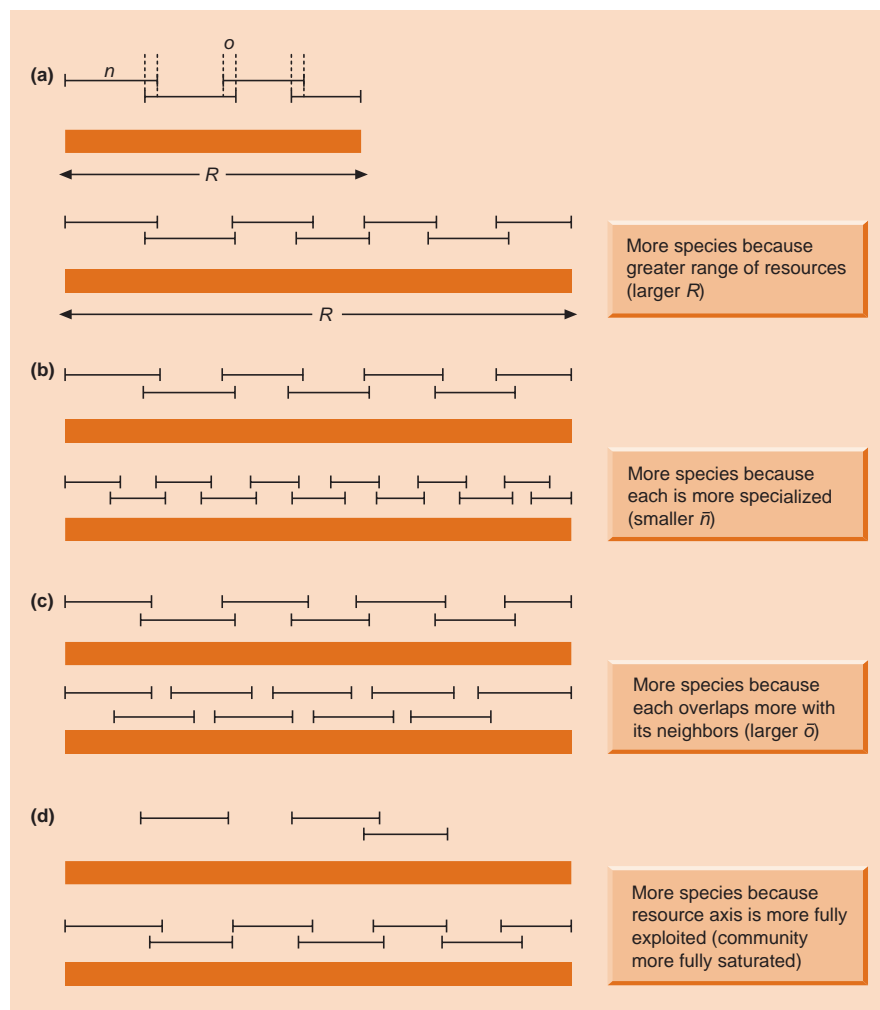 (a)
n
o
R
R
More species because
greater range of resources
(larger R)
(b)
More species because
each is more specialized
(smaller n̄)
(c)
More species because
each overlaps more with
its neighbors (larger ō)
(d)
More species because
resource axis is more fully
exploited (community
more fully saturated)